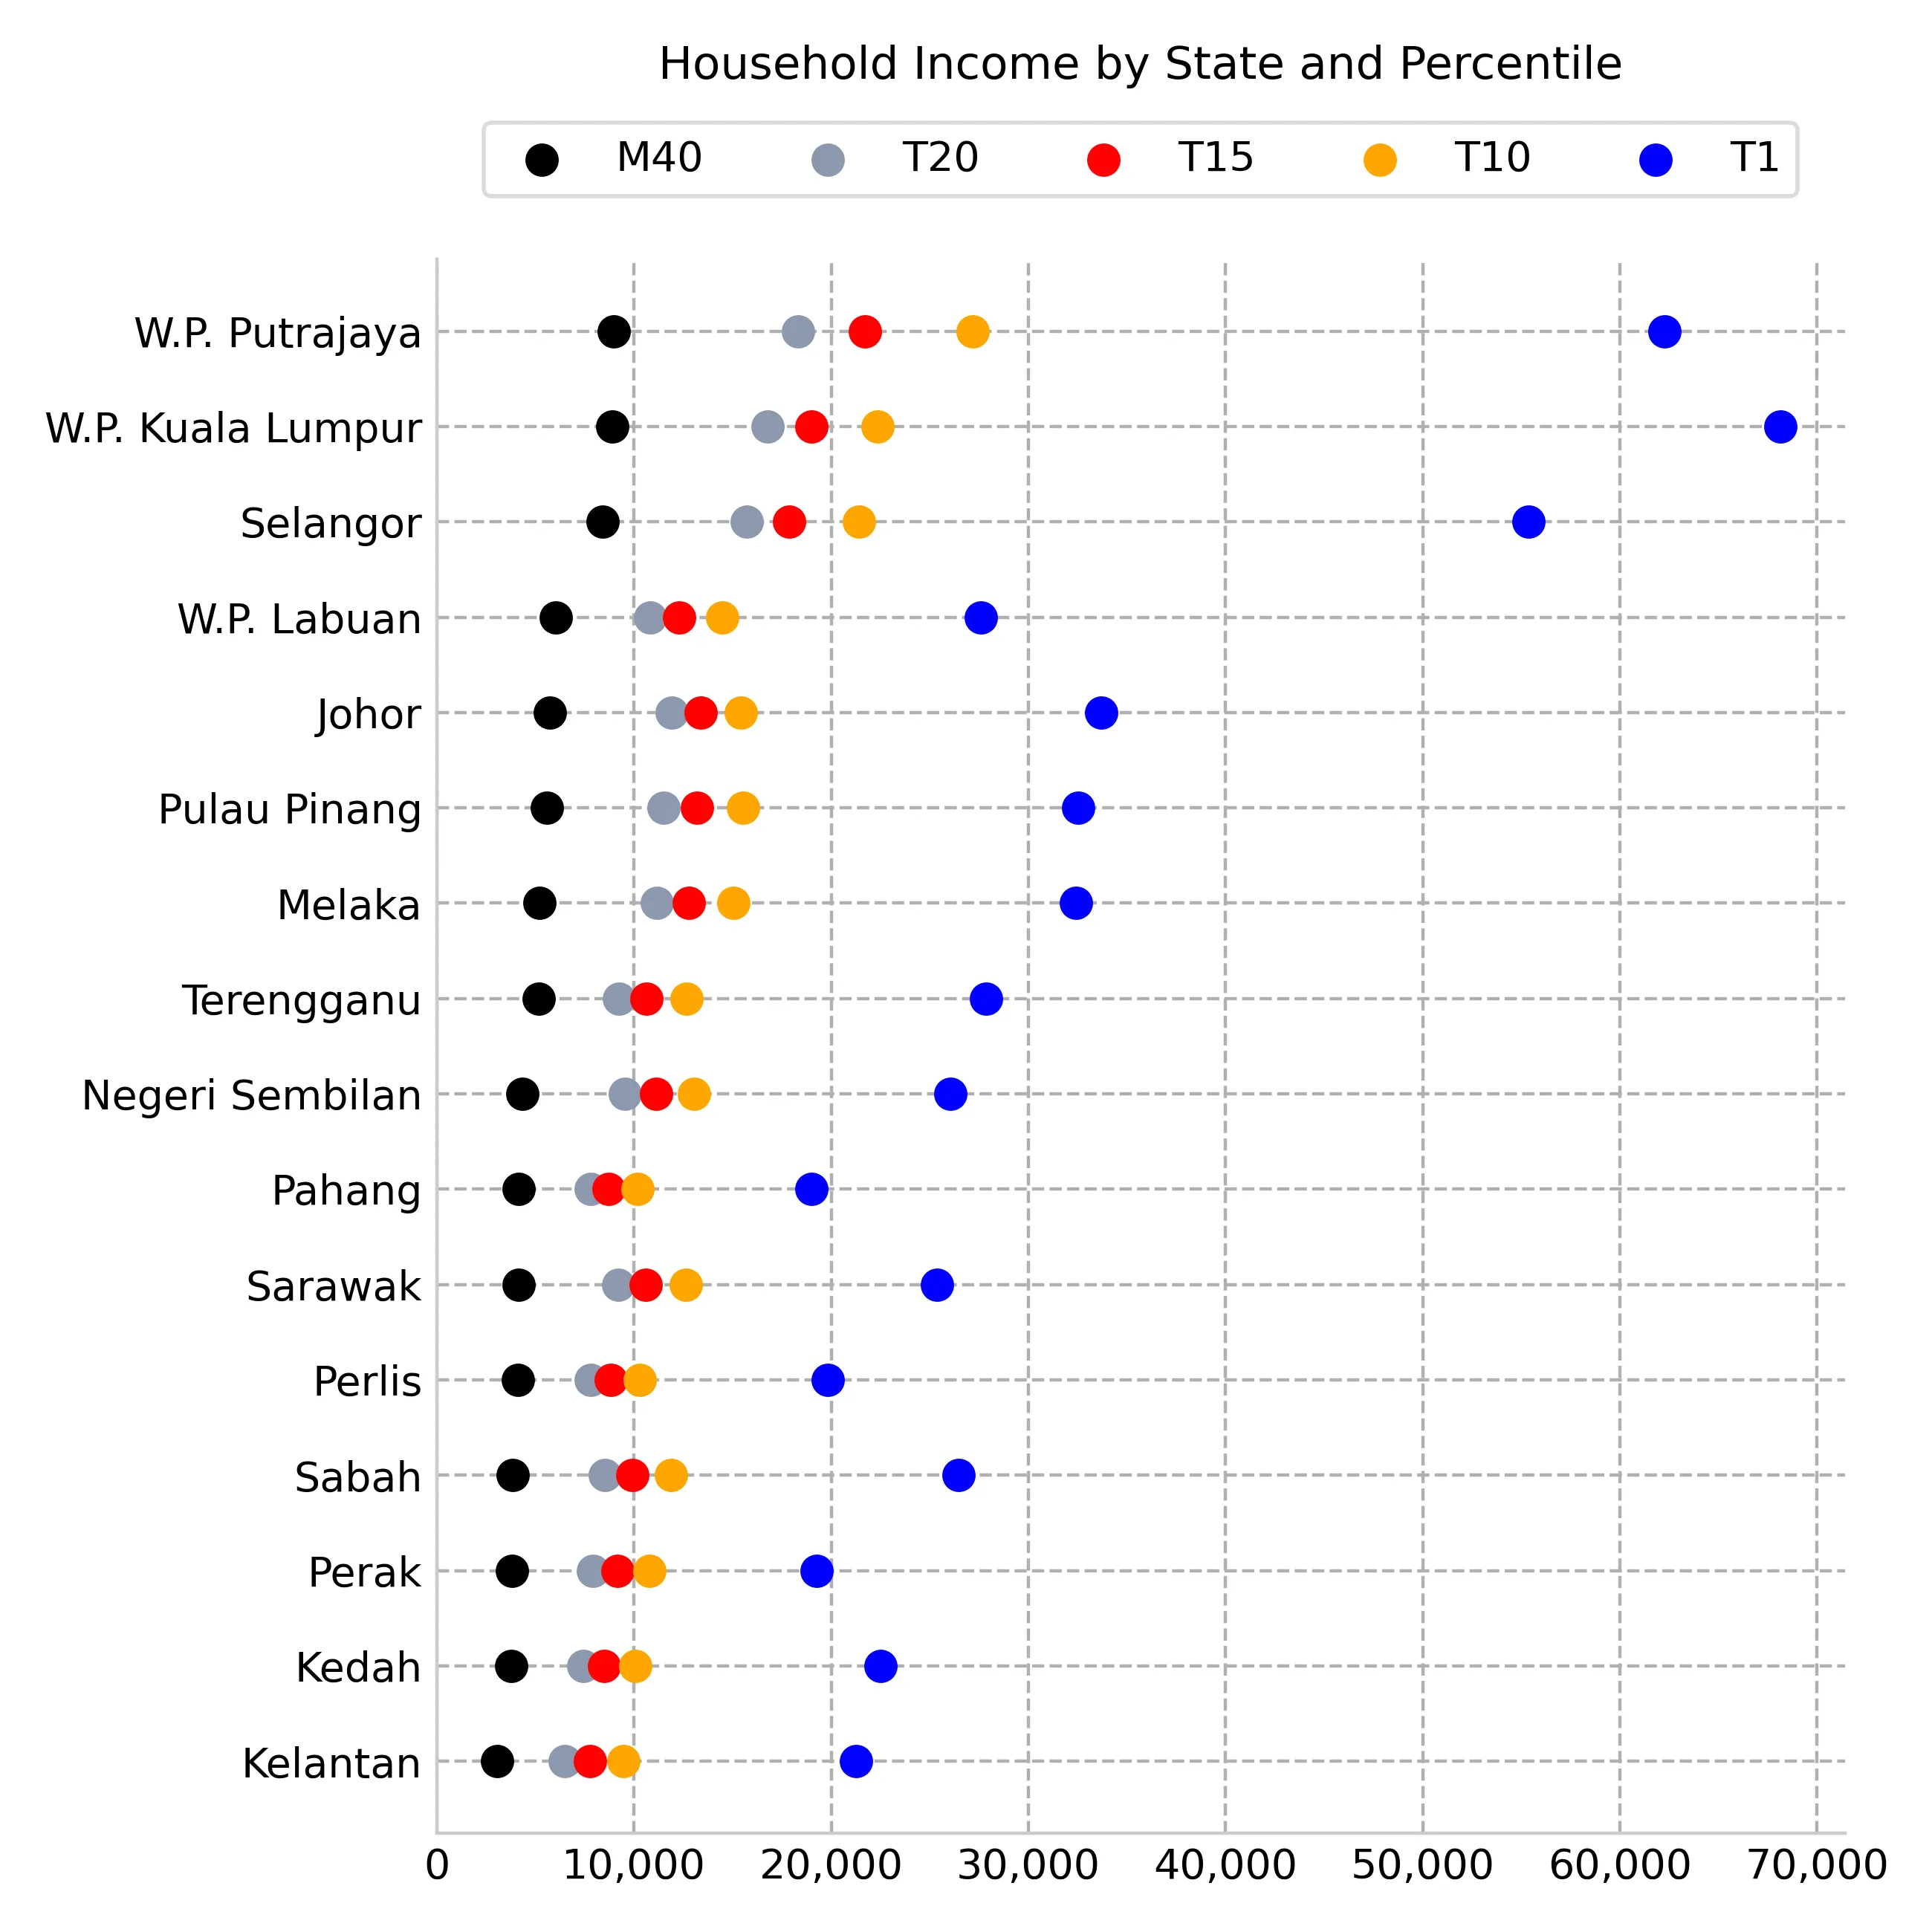 Household Income by State and Percentile
M40 T20 T15 T10 T1
W.P. Putrajaya
W.P. Kuala Lumpur
Selangor
W.P. Labuan
Johor
Pulau Pinang
Melaka
Terengganu
Negeri Sembilan
Pahang
Sarawak
Perlis
Sabah
Perak
Kedah
Kelantan
0 10,000 20,000 30,000 40,000 50,000 60,000 70,000